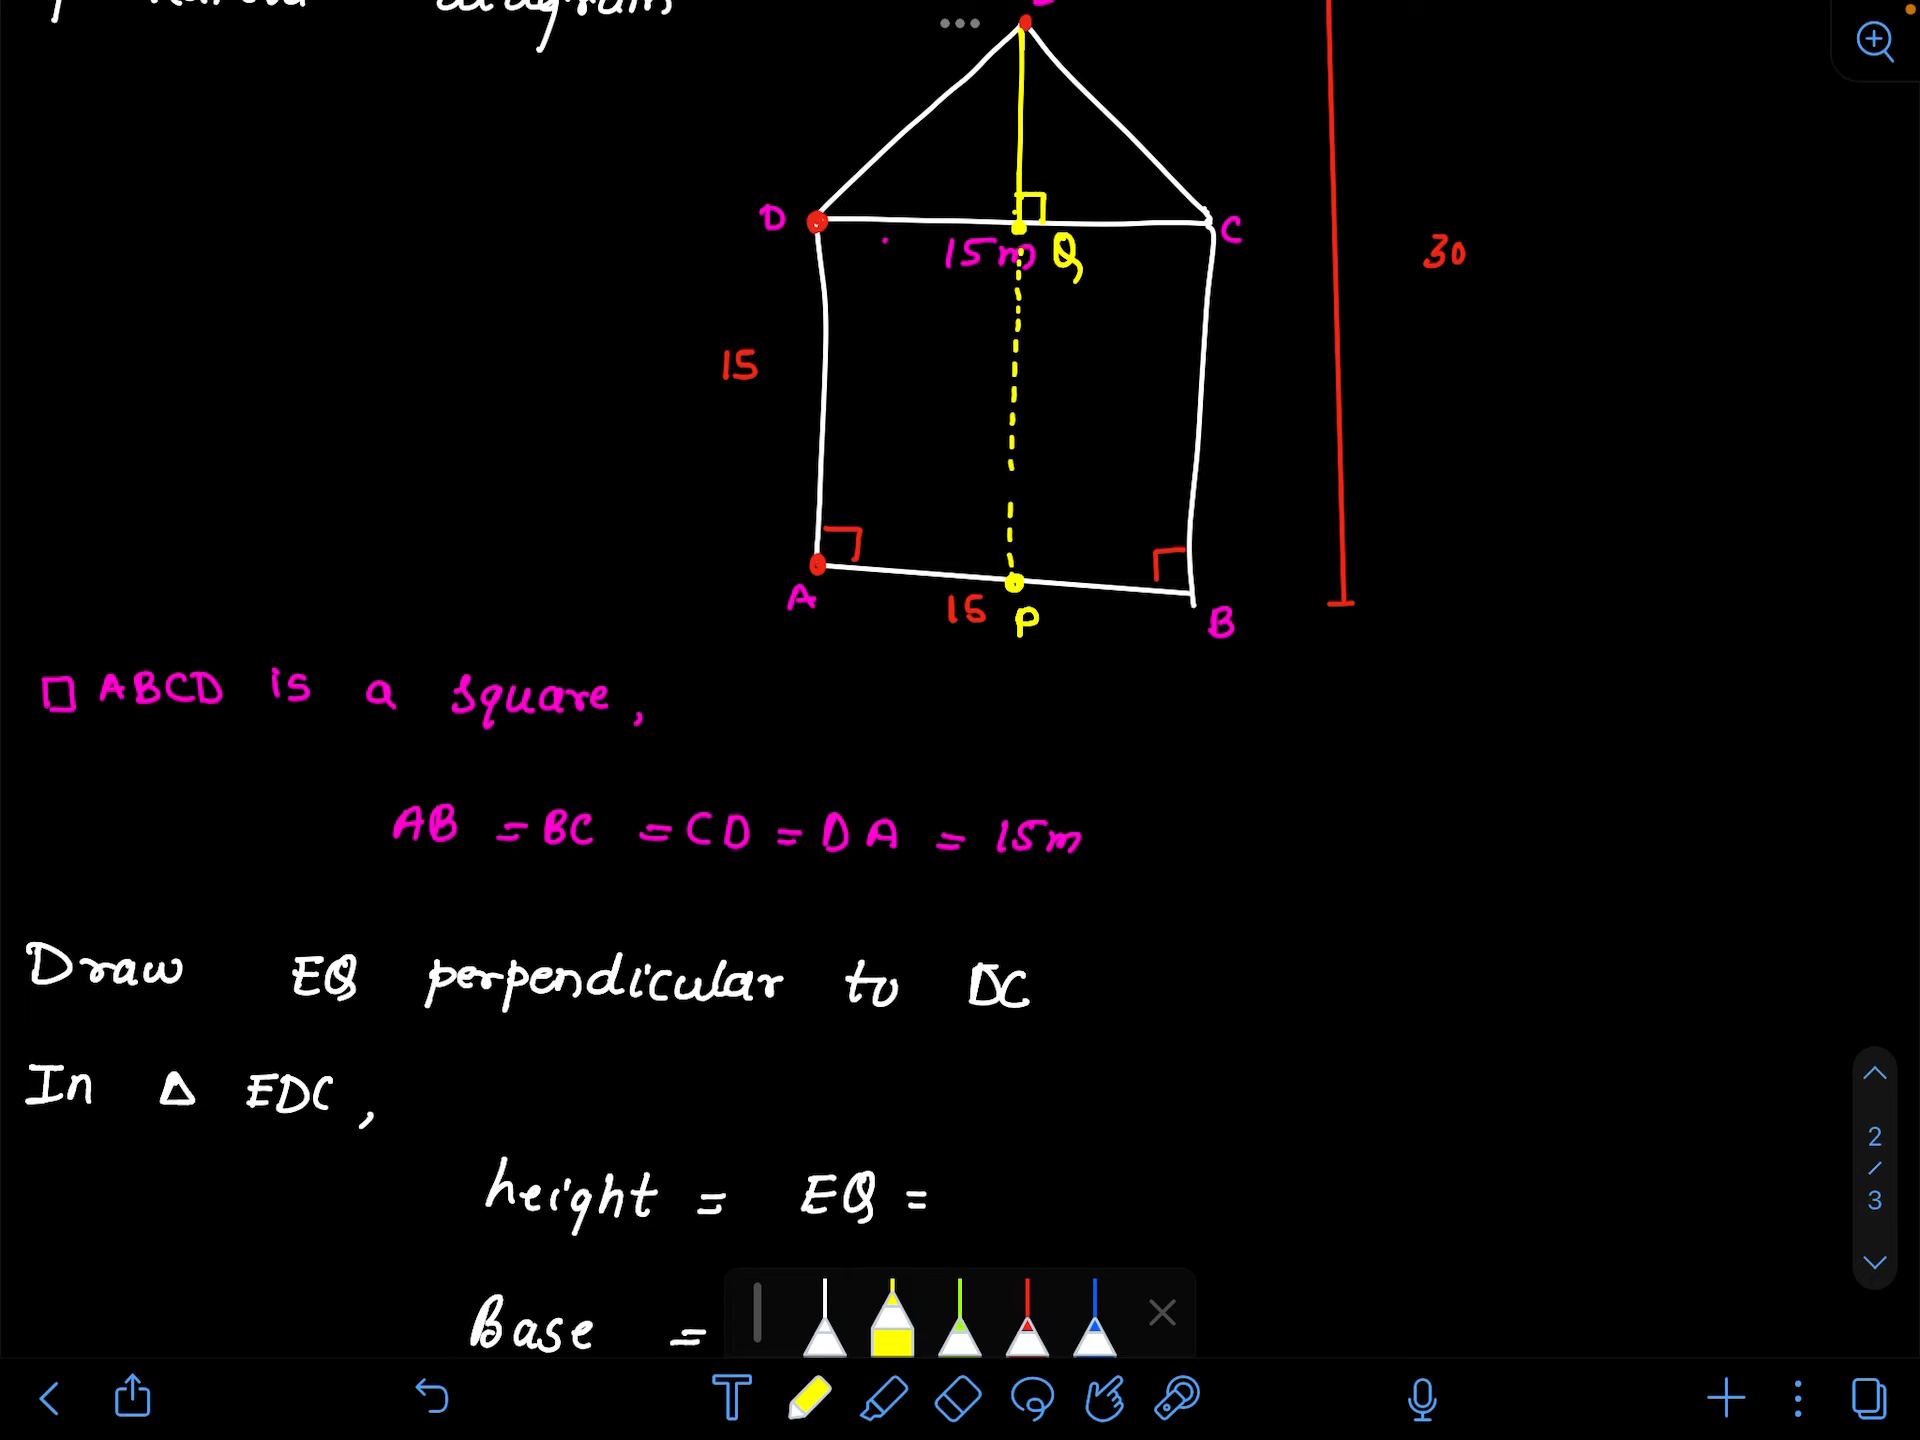 diagram
D
C
15m Q
30
15
A
15
P
B
□ ABCD is a square,
AB = BC = CD = DA = 15m
Draw EQ perpendicular to DC
In Δ EDC,
height = EQ =
Base =
2
/
3
T